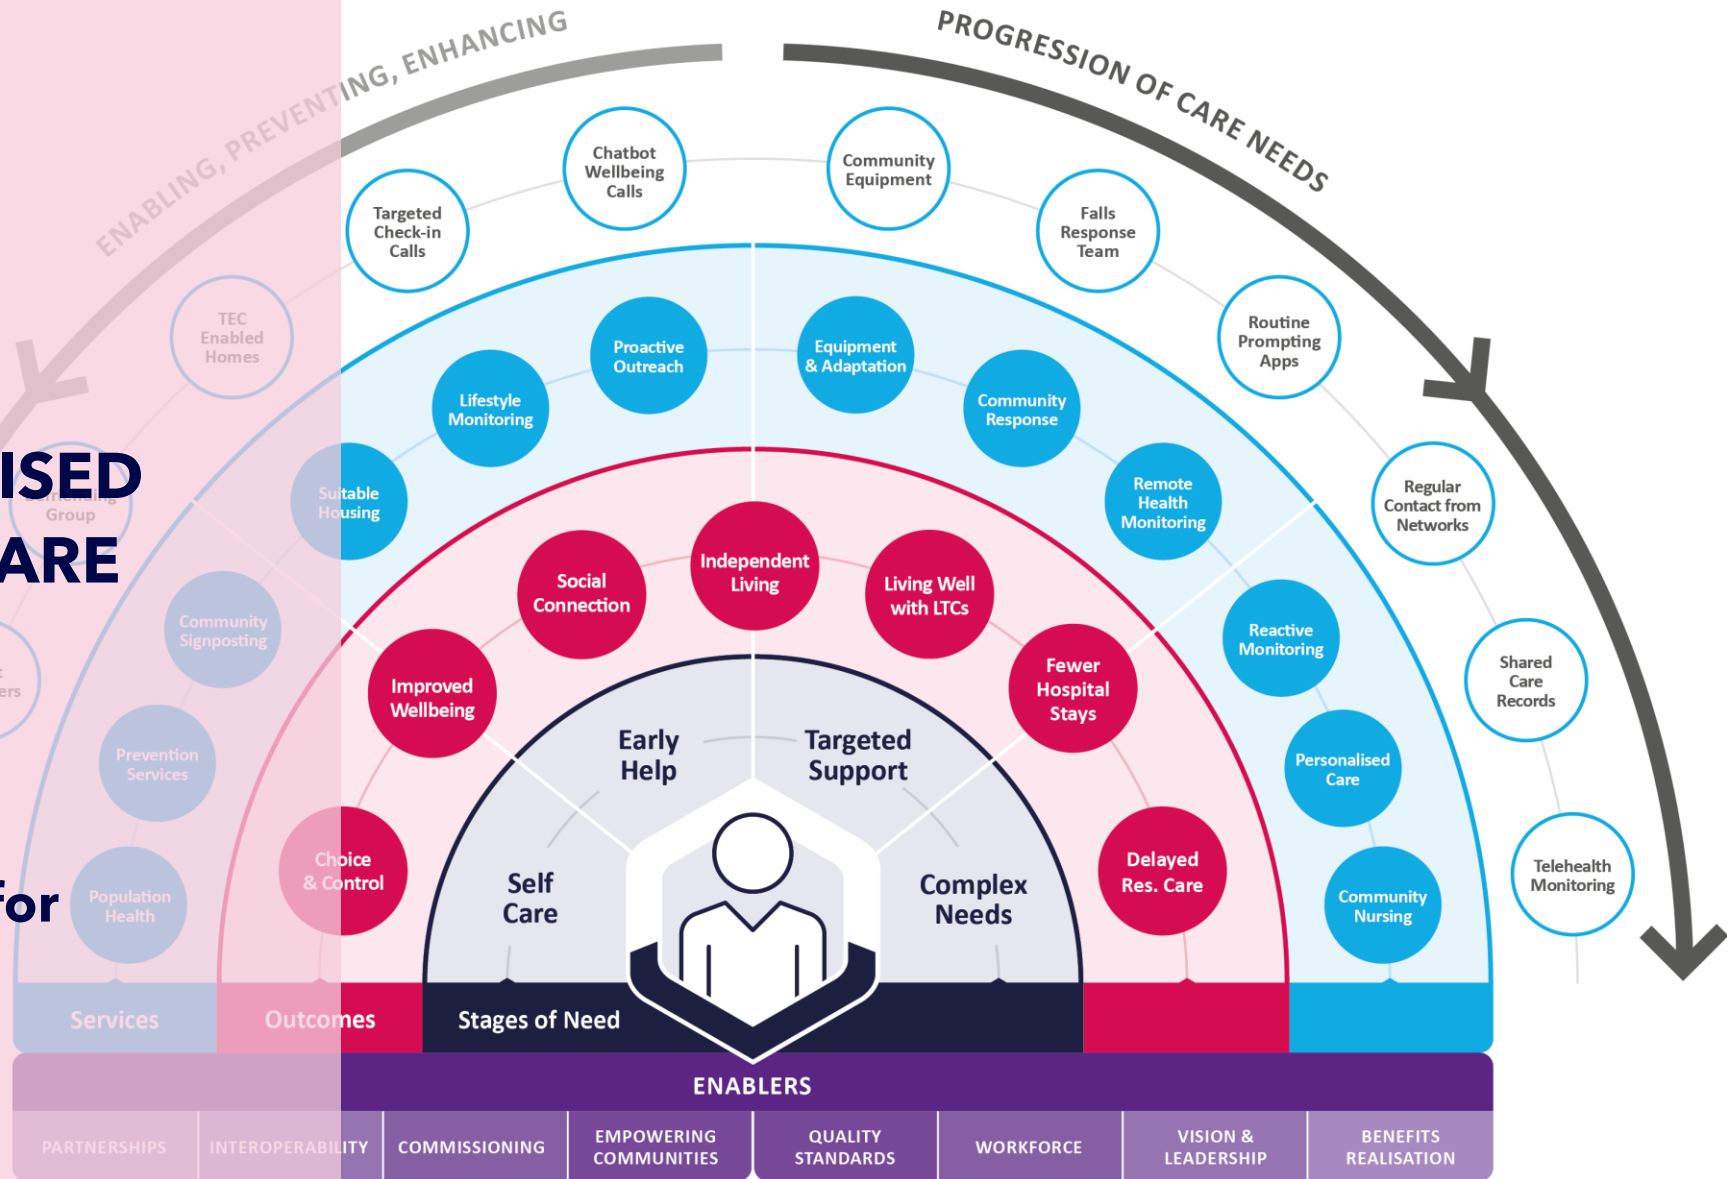 ENABLING, PREVENTING, ENHANCING
PROGRESSION OF CARE NEEDS
Chatbot
Wellbeing
Calls
Community
Equipment
Targeted
Check-in
Calls
Falls
Response
Team
TEC
Enabled
Homes
Routine
Prompting
Apps
Proactive
Outreach
Equipment
& Adaptation
Lifestyle
Monitoring
Community
Response
ISED
ARE
for
Group
Suitable
Housing
Remote
Health
Monitoring
Regular
Contact from
Networks
Social
Connection
Independent
Living
Living Well
with LTCs
Community
Signposting
Reactive
Monitoring
ers
Improved
Wellbeing
Fewer
Hospital
Stays
Shared
Care
Records
Prevention
Services
Early
Help
Targeted
Support
Personalised
Care
Choice
& Control
Self
Care
Complex
Needs
Delayed
Res. Care
Telehealth
Monitoring
Population
Health
Community
Nursing
Services
Outcomes
Stages of Need
ENABLERS
PARTNERSHIPS
INTEROPERABILITY
COMMISSIONING
EMPOWERING
COMMUNITIES
QUALITY
STANDARDS
WORKFORCE
VISION &
LEADERSHIP
BENEFITS
REALISATION